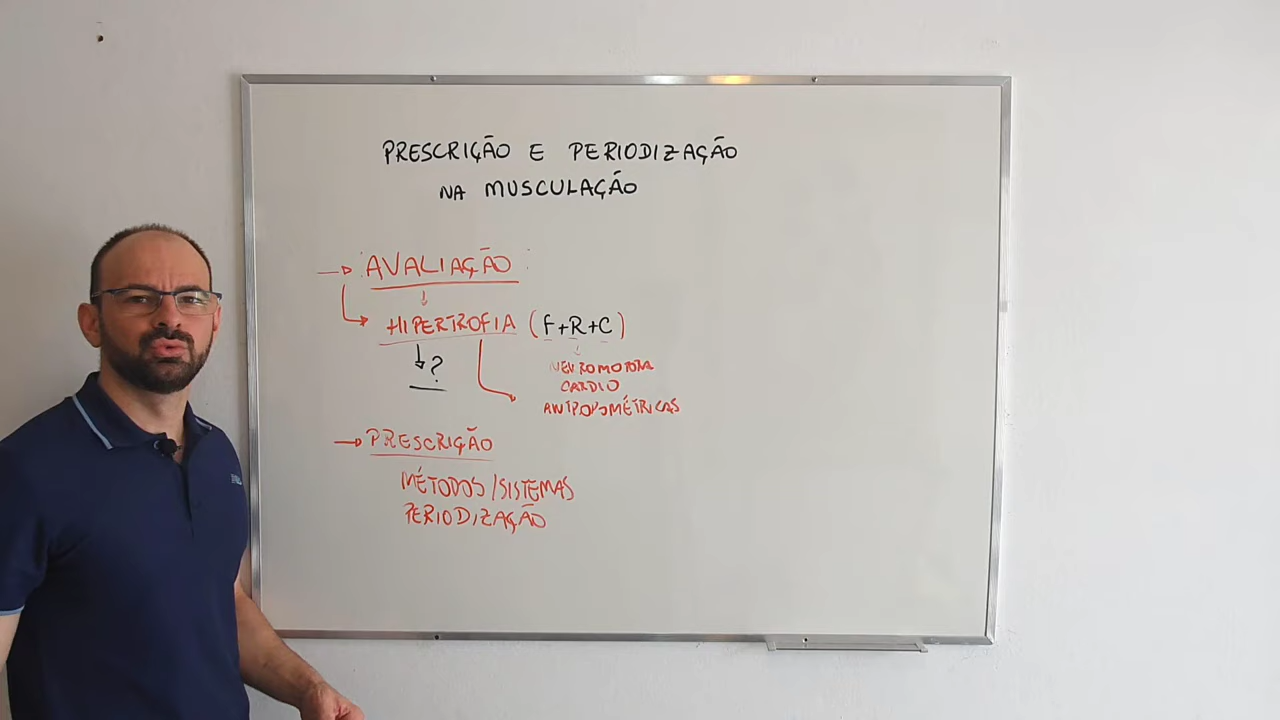 PRESCRIÇÃO E PERIODIZAÇÃO
NA MUSCULAÇÃO
AVALIAÇÃO
HIPERTROFIA (F+R+C)
?
NEUROMOTORA
CARDIO
ANTROPOMÉTRICAS
PRESCRIÇÃO
MÉTODOS/SISTEMAS
PERIODIZAÇÃO